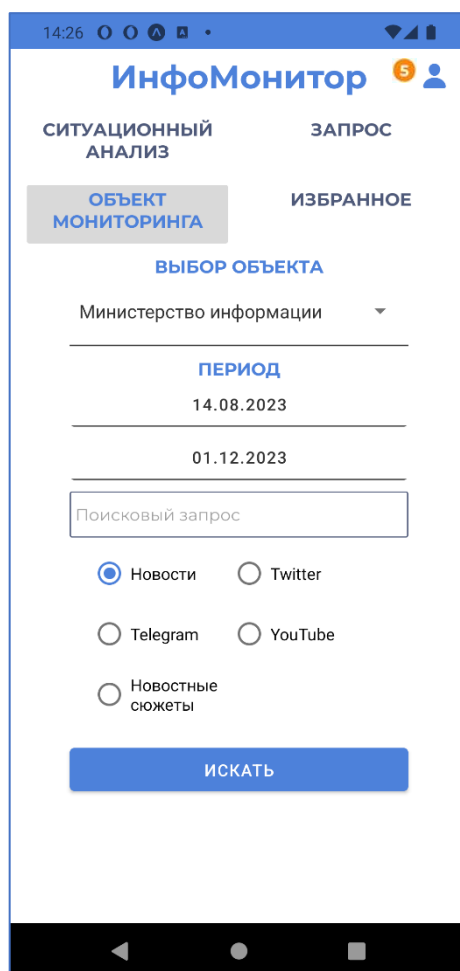 14:26
ИнфоМонитор
5
СИТУАЦИОННЫЙ
АНАЛИЗ
ЗАПРОС
ОБЪЕКТ
МОНИТОРИНГА
ИЗБРАННОЕ
ВЫБОР ОБЪЕКТА
Министерство информации
ПЕРИОД
14.08.2023
01.12.2023
Поисковый запрос
Новости
Twitter
Telegram
YouTube
Новостные
сюжеты
ИСКАТЬ